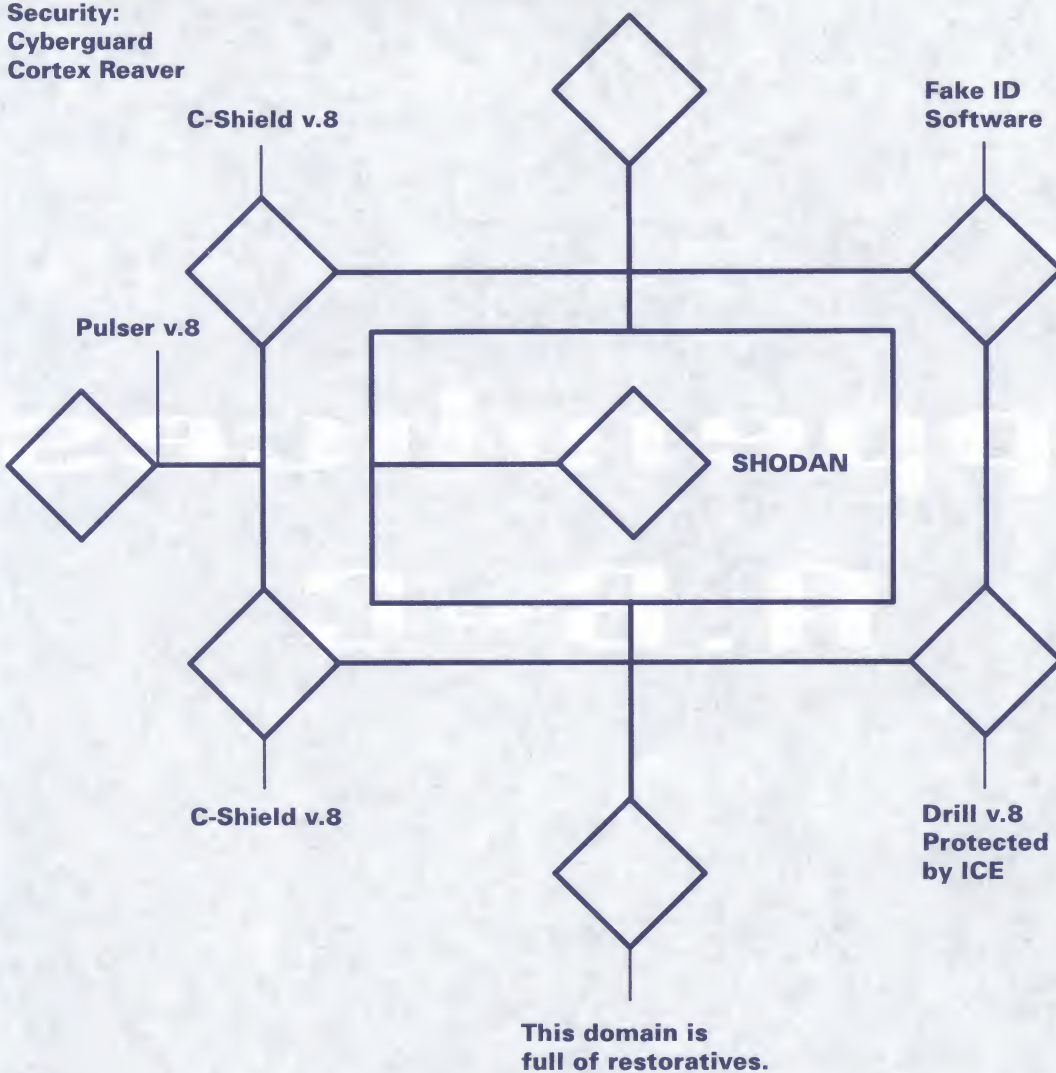 Security:
Cyberguard
Cortex Reaver
C-Shield v.8
Fake ID
Software
Pulser v.8
SHODAN
C-Shield v.8
Drill v.8
Protected
by ICE
This domain is
full of restoratives.